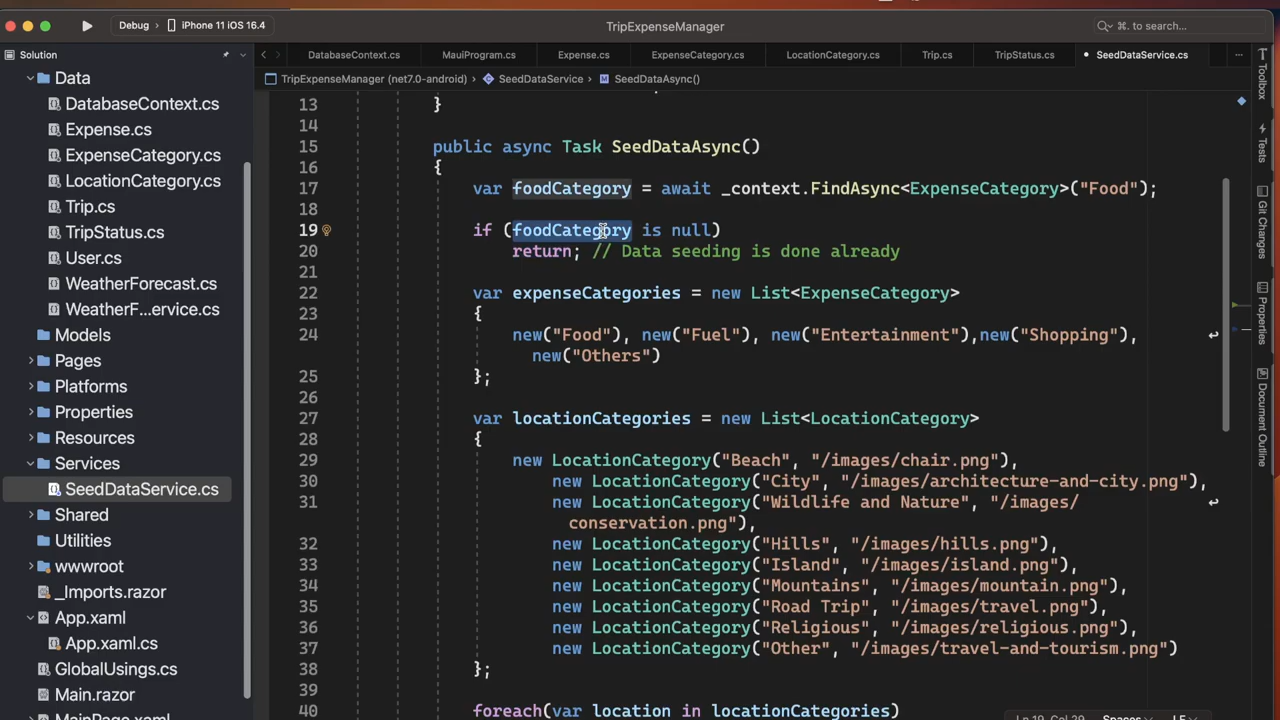 TripExpenseManager
Debug
iPhone 11 iOS 16.4
⌘. to search...
Solution
DatabaseContext.cs
MauiProgram.cs
Expense.cs
ExpenseCategory.cs
LocationCategory.cs
Trip.cs
TripStatus.cs
SeedDataService.cs
TripExpenseManager (net7.0-android)
SeedDataService
SeedDataAsync()
Data
DatabaseContext.cs
Expense.cs
ExpenseCategory.cs
LocationCategory.cs
Trip.cs
TripStatus.cs
User.cs
WeatherForecast.cs
WeatherF...ervice.cs
Models
Pages
Platforms
Properties
Resources
Services
SeedDataService.cs
Shared
Utilities
wwwroot
_Imports.razor
App.xaml
App.xaml.cs
GlobalUsings.cs
Main.razor
MainPage.xaml
13 }
14
15 public async Task SeedDataAsync()
16 {
17 var foodCategory = await _context.FindAsync<ExpenseCategory>("Food");
18
19 if (foodCategory is null)
20 return; // Data seeding is done already
21
22 var expenseCategories = new List<ExpenseCategory>
23 {
24 new("Food"), new("Fuel"), new("Entertainment"),new("Shopping"),
new("Others")
25 };
26
27 var locationCategories = new List<LocationCategory>
28 {
29 new LocationCategory("Beach", "/images/chair.png"),
30 new LocationCategory("City", "/images/architecture-and-city.png"),
31 new LocationCategory("Wildlife and Nature", "/images/
conservation.png"),
32 new LocationCategory("Hills", "/images/hills.png"),
33 new LocationCategory("Island", "/images/island.png"),
34 new LocationCategory("Mountains", "/images/mountain.png"),
35 new LocationCategory("Road Trip", "/images/travel.png"),
36 new LocationCategory("Religious", "/images/religious.png"),
37 new LocationCategory("Other", "/images/travel-and-tourism.png")
38 };
39
40 foreach(var location in locationCategories)
Toolbox
Tests
Git Changes
Properties
Document Outline